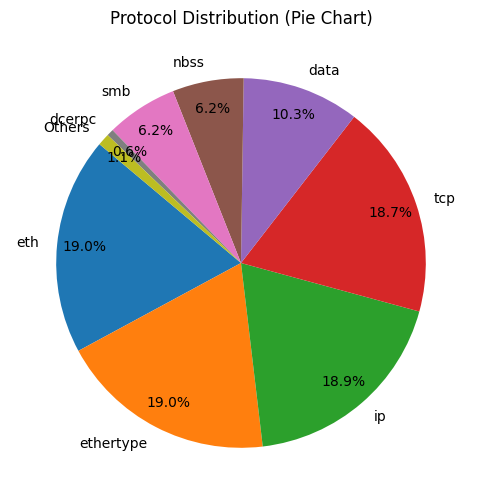 Protocol Distribution (Pie Chart)
nbss
data
smb
dcerpc
Others
6.2%
10.3%
6.2%
0.6%
1.1%
tcp
18.7%
eth
19.0%
18.9%
ip
19.0%
ethertype